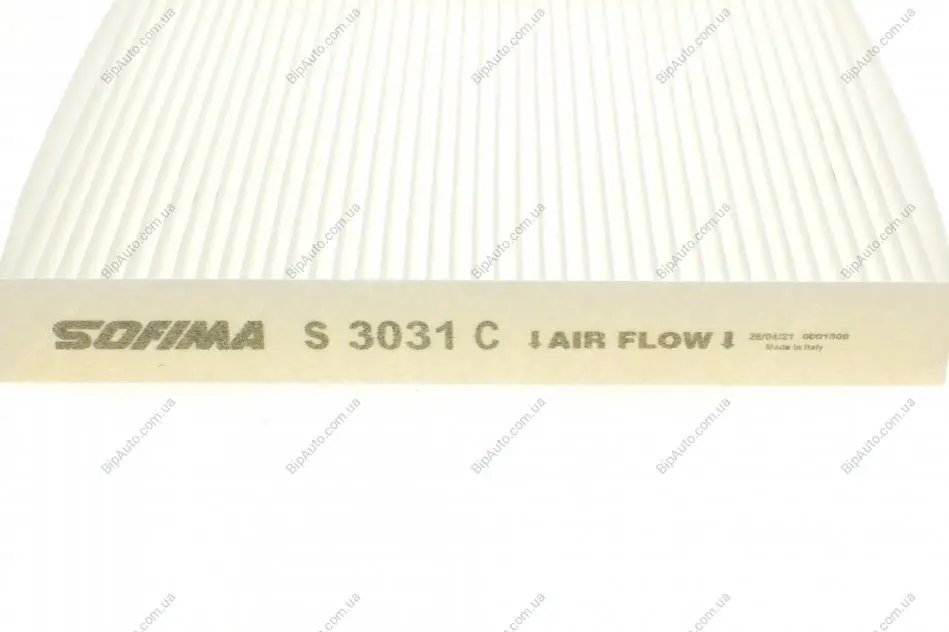 SOFIMA S 3031 C ↓AIR FLOW↓
Made in Italy
BipAuto.com.ua